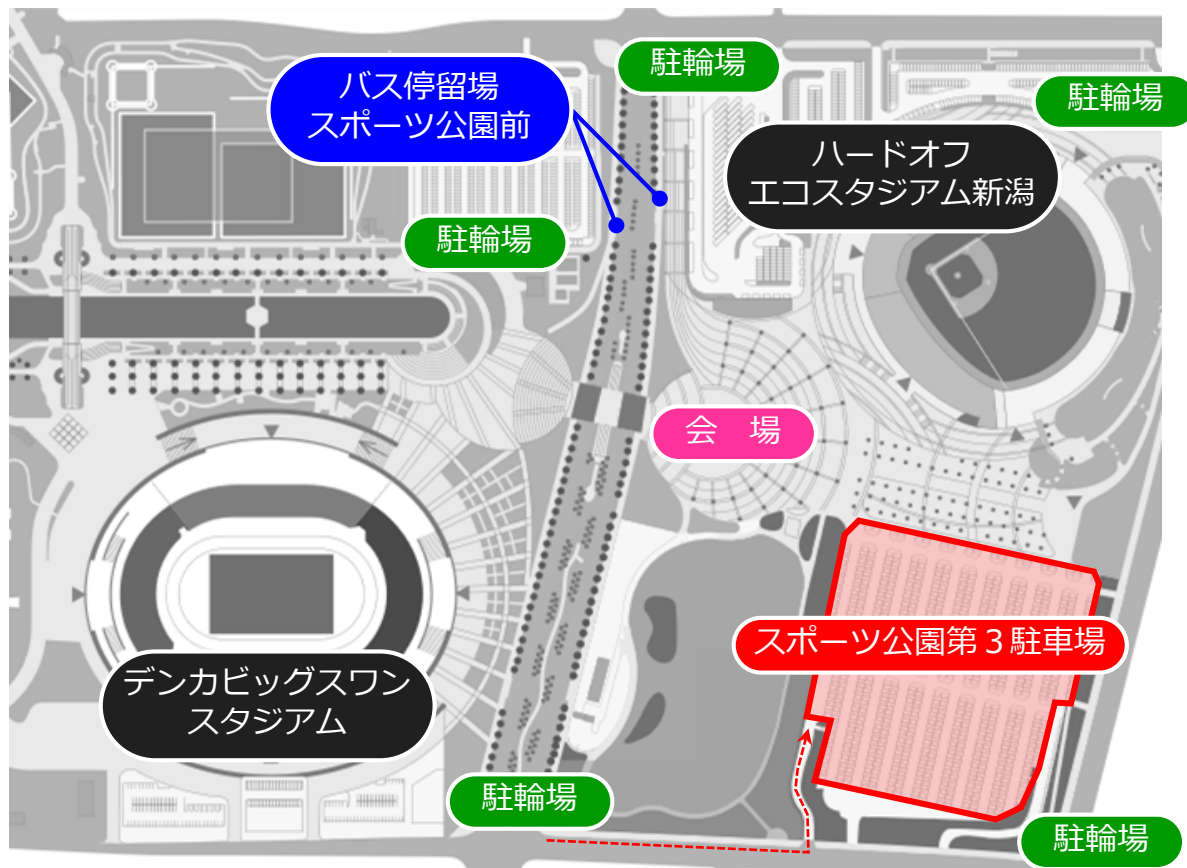 駐輪場
バス停留場
スポーツ公園前
駐輪場
ハードオフ
エコスタジアム新潟
駐輪場
会　場
スポーツ公園第３駐車場
デンカビッグスワン
スタジアム
駐輪場
駐輪場